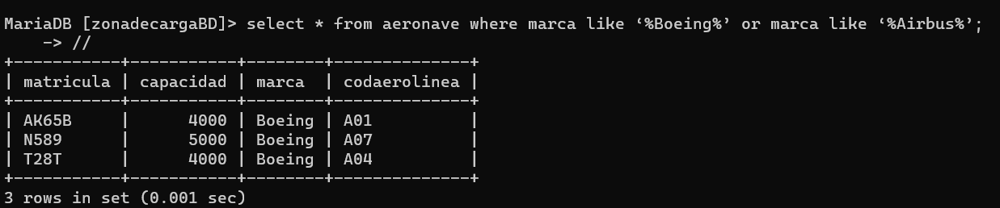 MariaDB [zonadecargaBD]> select * from aeronave where marca like ‘%Boeing%’ or marca like ‘%Airbus%’;
    -> //
+-----------+-----------+--------+--------------+
| matricula | capacidad | marca  | codaerolinea |
+-----------+-----------+--------+--------------+
| AK65B     |      4000 | Boeing | A01          |
| N589      |      5000 | Boeing | A07          |
| T28T      |      4000 | Boeing | A04          |
+-----------+-----------+--------+--------------+
3 rows in set (0.001 sec)